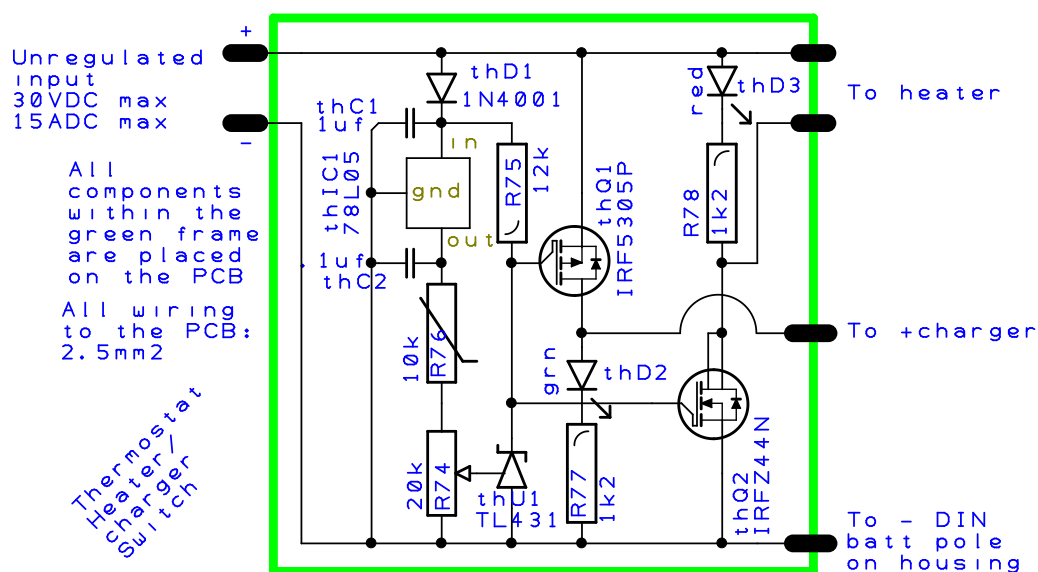 +
Unregulated
input
30VDC max
15ADC max
-
All
components
within the
green frame
are placed
on the PCB
All wiring
to the PCB:
2.5mm2
Thermostat
Heater/
charger
Switch
thD1
1N4001
thC1
1uf
in
gnd
out
thIC1
78L05
1uf
thC2
R75
12k
thQ1
IRF5305P
red
thD3
R78
1k2
To heater
10k
R76
grn
thD2
To +charger
20k
R74
thU1
TL431
R77
1k2
thQ2
IRFZ44N
To - DIN
batt pole
on housing